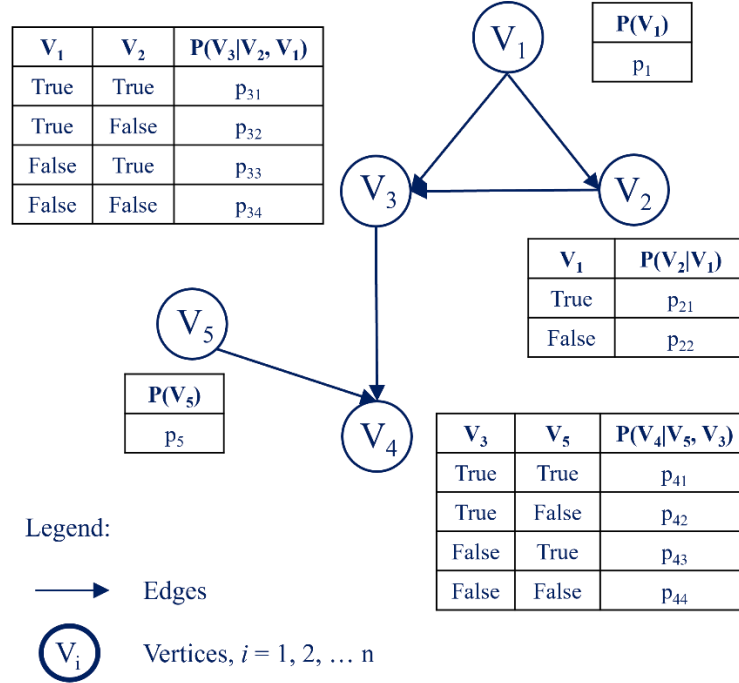 V₁ V₂ P(V₃|V₂, V₁)
True True p₃₁
True False p₃₂
False True p₃₃
False False p₃₄
V₁
P(V₁)
p₁
V₃
V₂
V₁ P(V₂|V₁)
True p₂₁
False p₂₂
V₅
P(V₅)
p₅
V₄
V₃ V₅ P(V₄|V₅, V₃)
True True p₄₁
True False p₄₂
False True p₄₃
False False p₄₄
Legend:
Edges
Vᵢ Vertices, i = 1, 2, … n